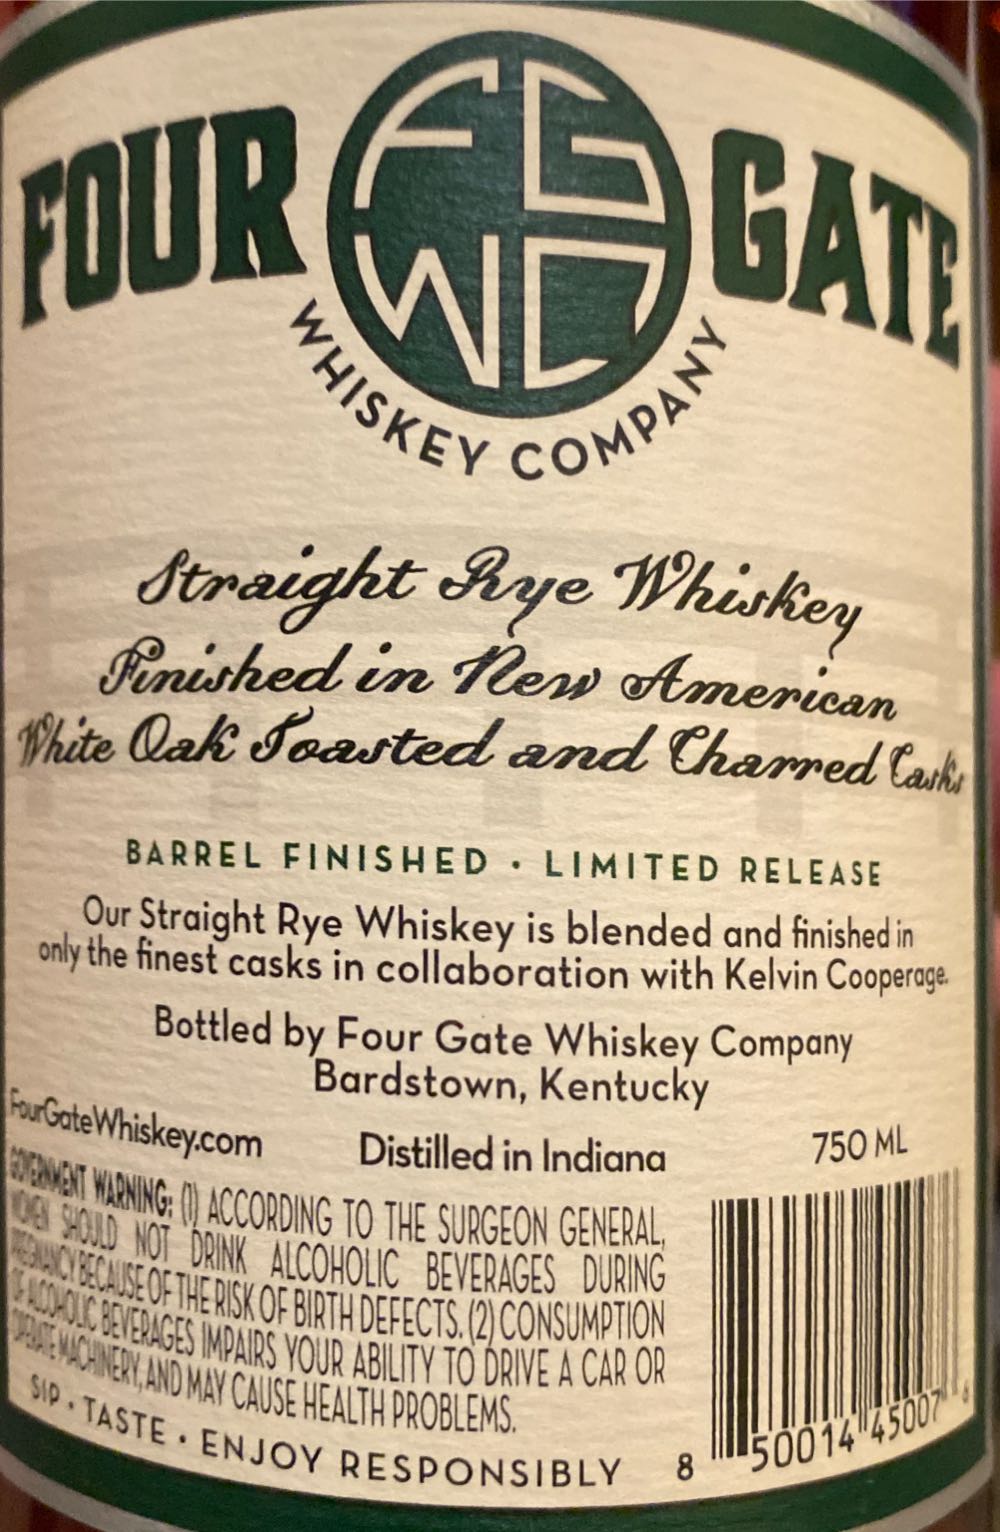 FOUR GATE
FGWC
WHISKEY COMPANY
Straight Rye Whiskey
Finished in New American
White Oak Toasted and Charred Casks
BARREL FINISHED · LIMITED RELEASE
Our Straight Rye Whiskey is blended and finished in
only the finest casks in collaboration with Kelvin Cooperage.
Bottled by Four Gate Whiskey Company
Bardstown, Kentucky
FourGateWhiskey.com Distilled in Indiana 750 ML
GOVERNMENT WARNING: (1) ACCORDING TO THE SURGEON GENERAL,
WOMEN SHOULD NOT DRINK ALCOHOLIC BEVERAGES DURING
PREGNANCY BECAUSE OF THE RISK OF BIRTH DEFECTS. (2) CONSUMPTION
OF ALCOHOLIC BEVERAGES IMPAIRS YOUR ABILITY TO DRIVE A CAR OR
OPERATE MACHINERY, AND MAY CAUSE HEALTH PROBLEMS.
SIP · TASTE · ENJOY RESPONSIBLY
8 50014 45007 4